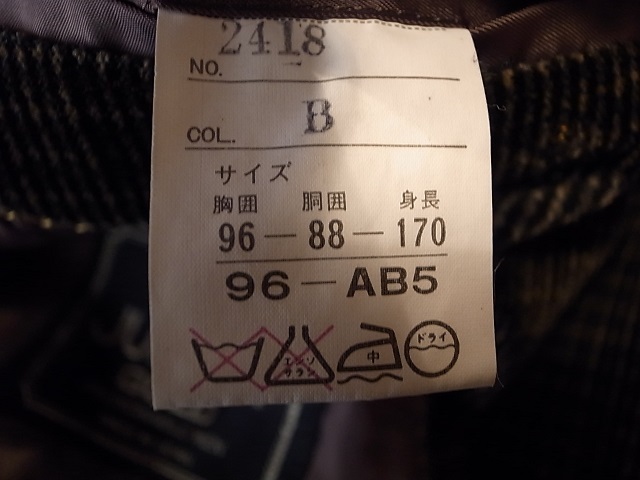 2418
NO.
B
COL.
サイズ
胸囲 胴囲 身長
96-88-170
96-AB5
エンソ
サラシ
中
ドライ